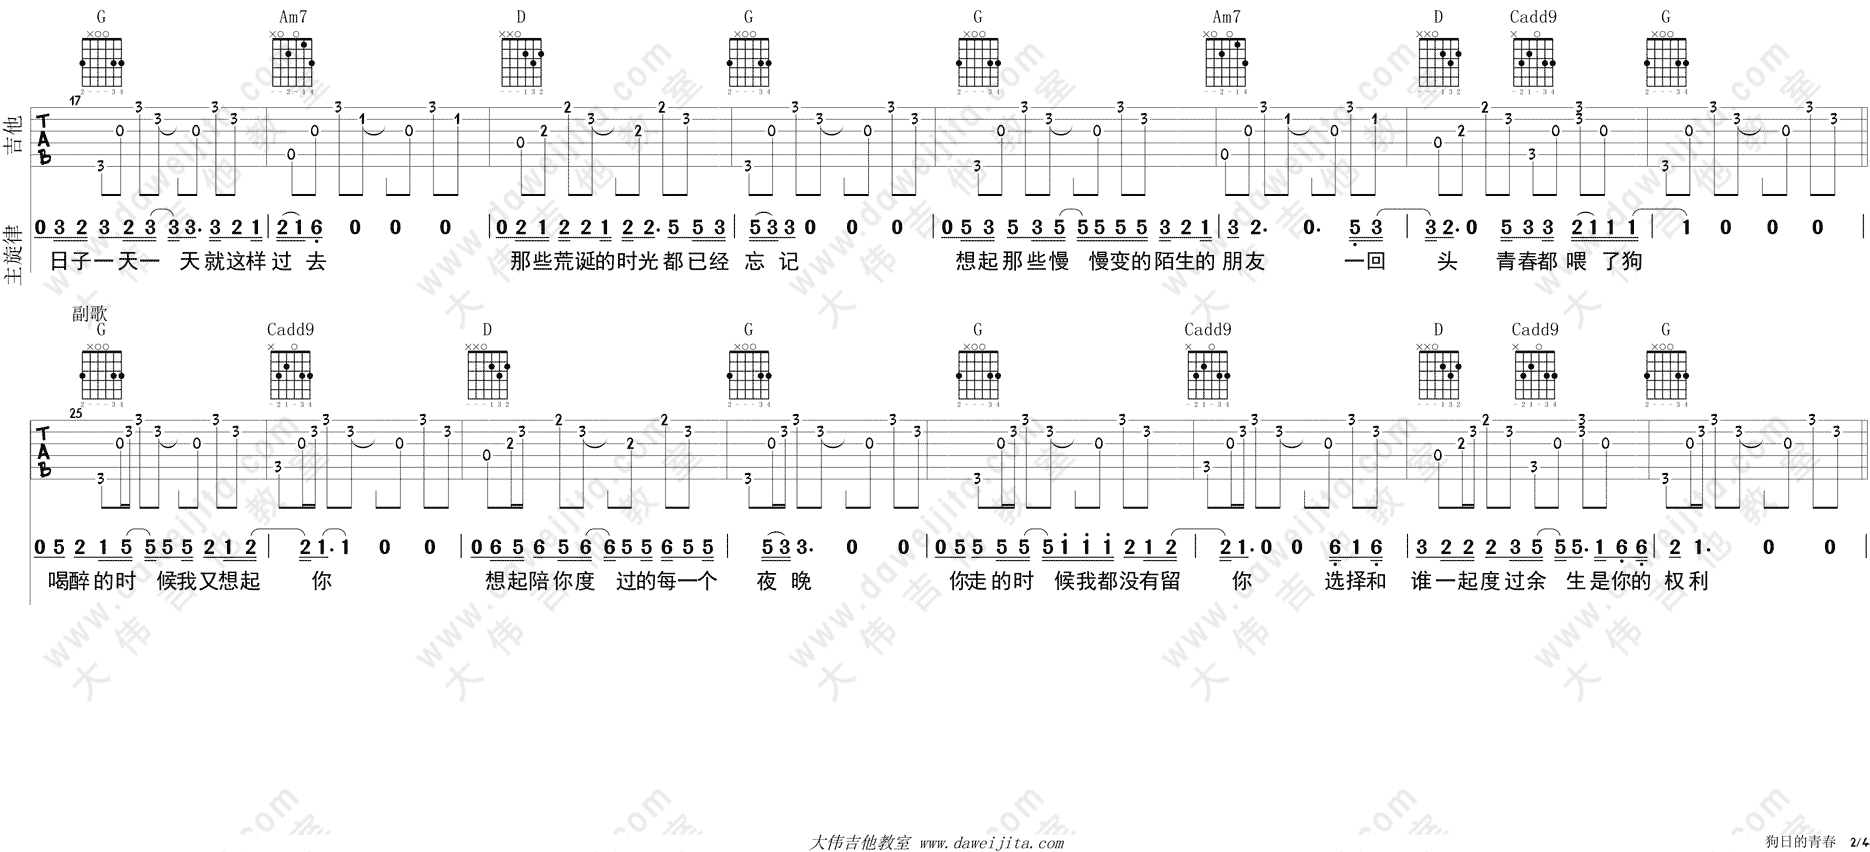 G Am7 D G G Am7 D Cadd9 G
17
吉他
主旋律
0 3 2 3 2 3 3 3. 3 2 1 | 2 1 6 0 0 0 | 0 2 1 2 2 1 2 2. 5 5 3 | 5 3 3 0 0 0 | 0 5 3 5 3 5 5 5 5 5 3 2 1 | 3 2. 0. 5 3 | 3 2. 0 5 3 3 2 1 1 1 | 1 0 0 0 |
日子一天一 天就这样 过 去 那些荒诞的时光都已经 忘 记 想起那些慢 慢变的陌生的 朋友 一回 头 青春都 喂 了狗
副歌
G Cadd9 D G G Cadd9 D Cadd9 G
25
0 5 2 1 5 5 5 5 2 1 2 | 2 1. 1 0 0 | 0 6 5 6 5 6 6 5 5 6 5 5 | 5 3 3. 0 0 | 0 5 5 5 5 5 i i i 2 1 2 | 2 1. 0 0 6 1 6 | 3 2 2 2 3 5 5 5 5. 1 6 6 | 2 1. 0 0 |
喝醉的时 候我又想起 你 想起陪你度 过的每一个 夜 晚 你走的时 候我都没有留 你 选择和 谁一起度过余 生是你的 权利
大伟吉他教室 www.daweijita.com
狗日的青春 2/4